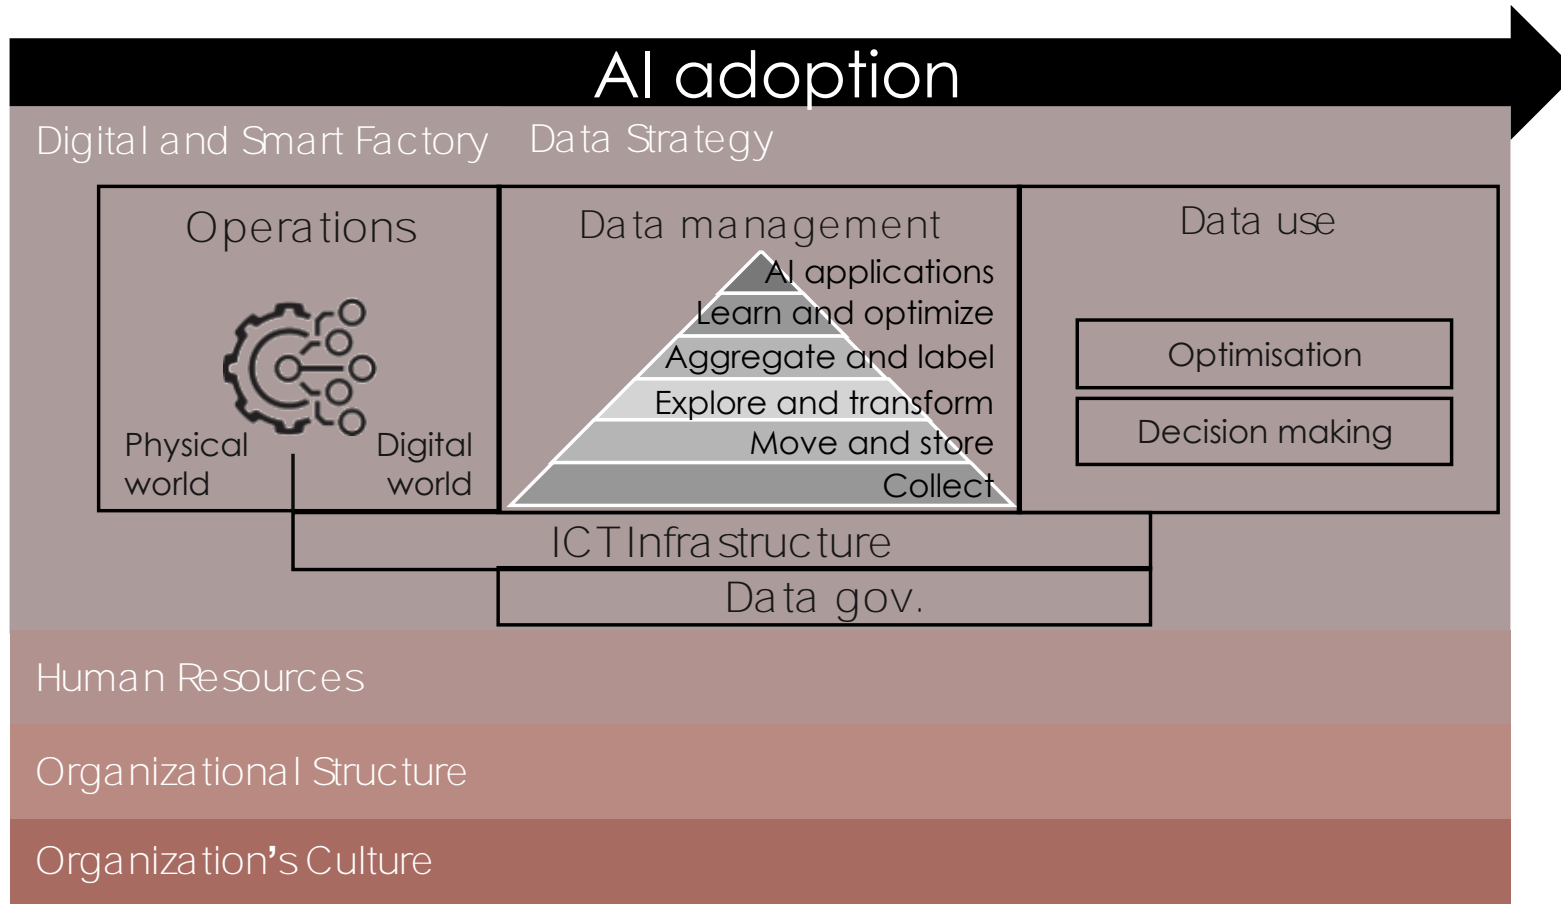 AI adoption
Digital and Smart Factory
Data Strategy
Operations
Physical
world
Digital
world
Data management
AI applications
Learn and optimize
Aggregate and label
Explore and transform
Move and store
Collect
Data use
Optimisation
Decision making
ICT Infrastructure
Data gov.
Human Resources
Organizational Structure
Organization’s Culture